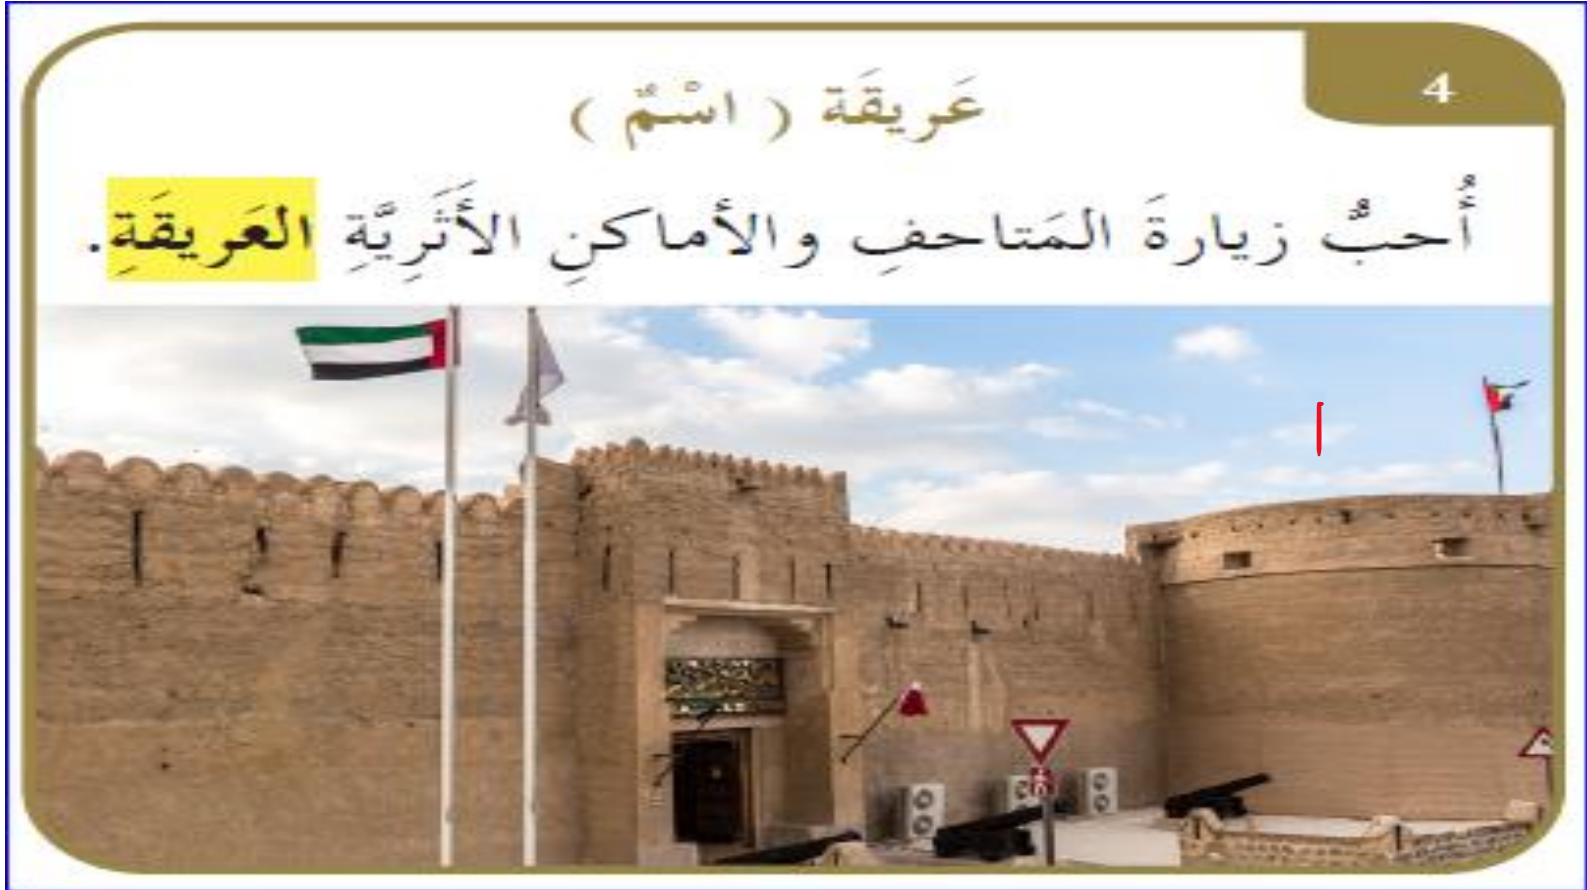 4
عَريقَة ( اسْمٌ )
أُحبُّ زيارةَ المَتاحفِ والأماكنِ الأَثَرِيَّةِ العَريقَةِ.